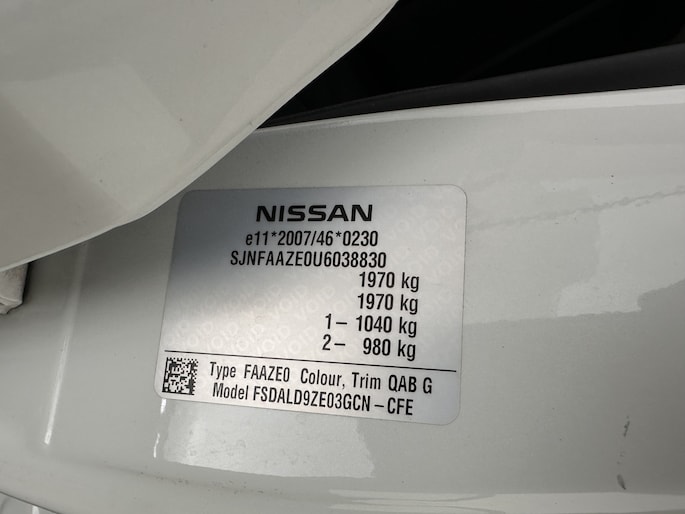 NISSAN
e11*2007/46*0230
SJNFAAZE0U6038830
1970 kg
1970 kg
1– 1040 kg
2– 980 kg
Type FAAZE0 Colour, Trim QAB G
Model FSDALD9ZE03GCN–CFE